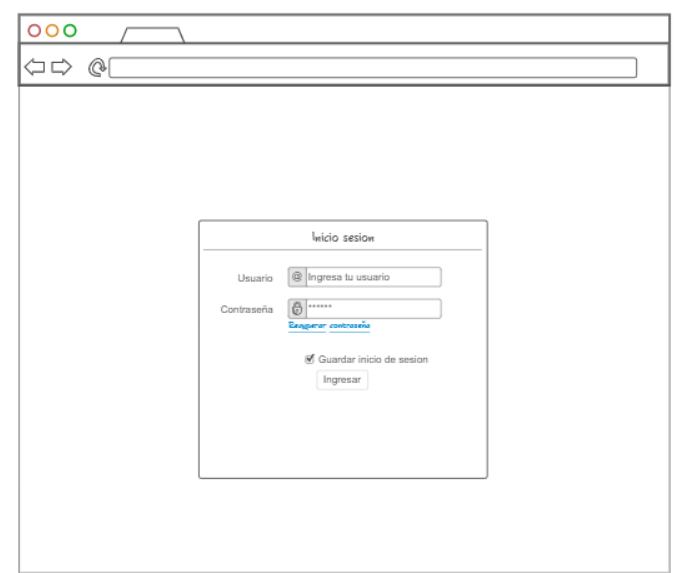 Inicio sesion
Usuario @ Ingresa tu usuario
Contraseña ******
Recuperar contraseña
Guardar inicio de sesion
Ingresar